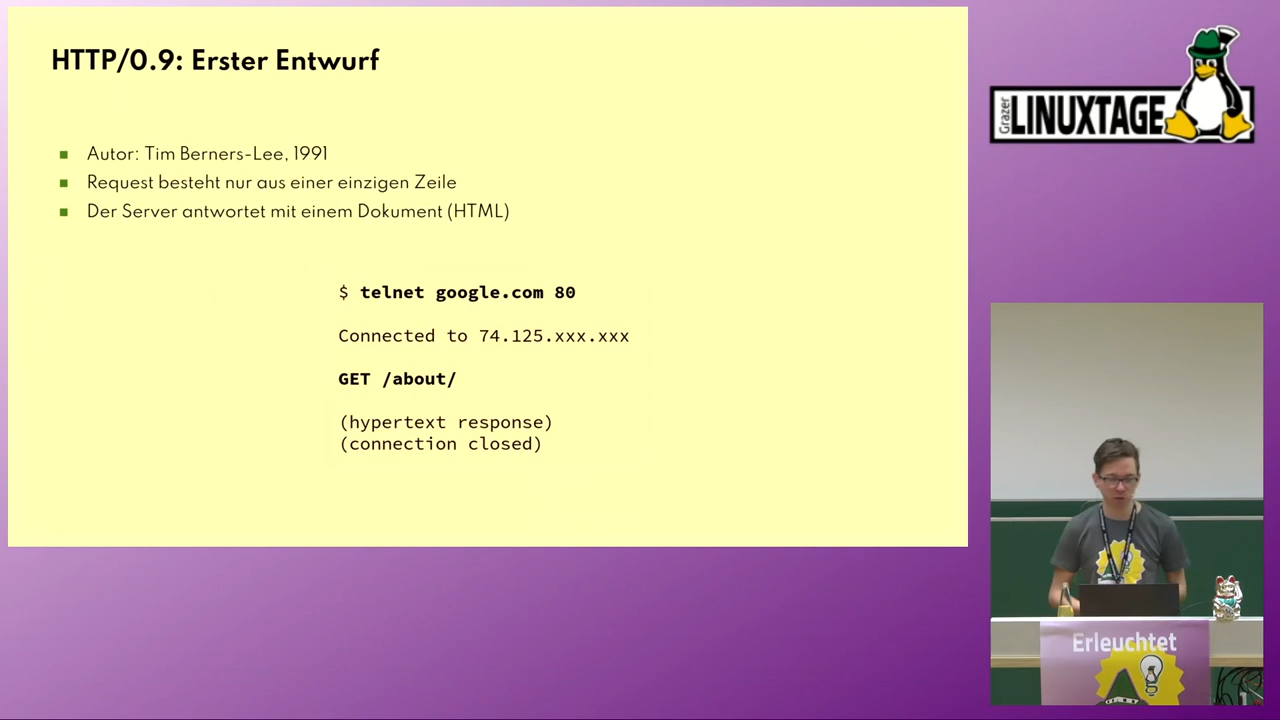 HTTP/0.9: Erster Entwurf
Autor: Tim Berners-Lee, 1991
Request besteht nur aus einer einzigen Zeile
Der Server antwortet mit einem Dokument (HTML)
$ telnet google.com 80
Connected to 74.125.xxx.xxx
GET /about/
(hypertext response)
(connection closed)
Grazer
LINUXTAGE
Erleuchtet